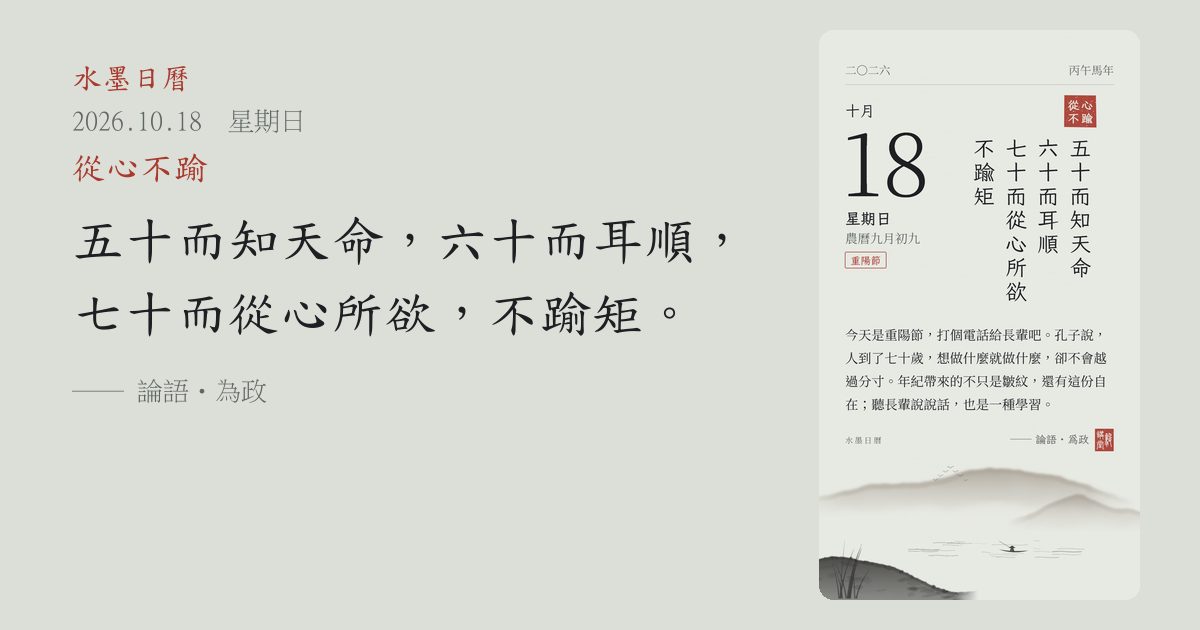 水墨日曆
2026.10.18 星期日
從心不踰
五十而知天命，六十而耳順，
七十而從心所欲，不踰矩。
—— 論語・為政
二〇二六
丙午馬年
十月
18
星期日
農曆九月初九
重陽節
從心不踰
五十而知天命
六十而耳順
七十而從心所欲
不踰矩
今天是重陽節，打個電話給長輩吧。孔子說，
人到了七十歲，想做什麼就做什麼，卻不會越
過分寸。年紀帶來的不只是皺紋，還有這份自
在；聽長輩說說話，也是一種學習。
水墨日曆
—— 論語・爲政